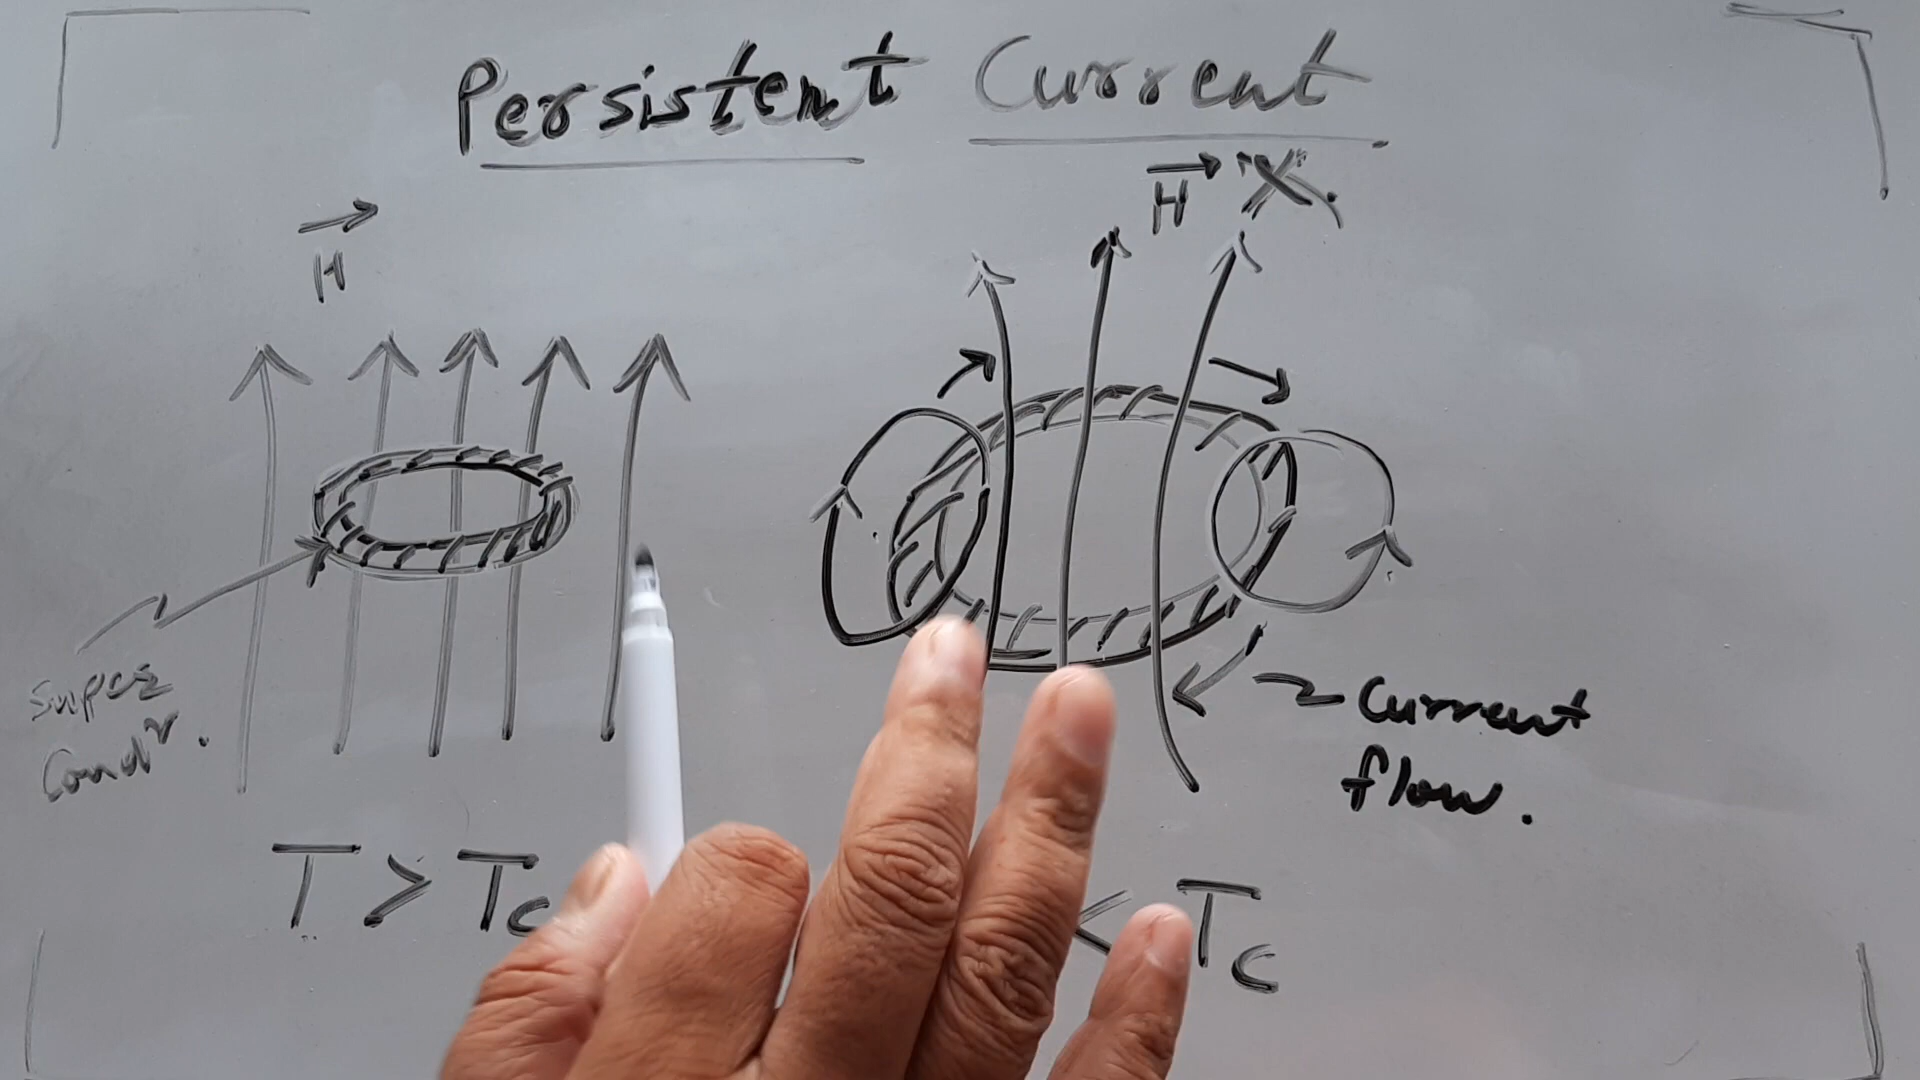 Persistent Current
H
H X
Super
Condr.
Current
flow.
T > Tc
< Tc